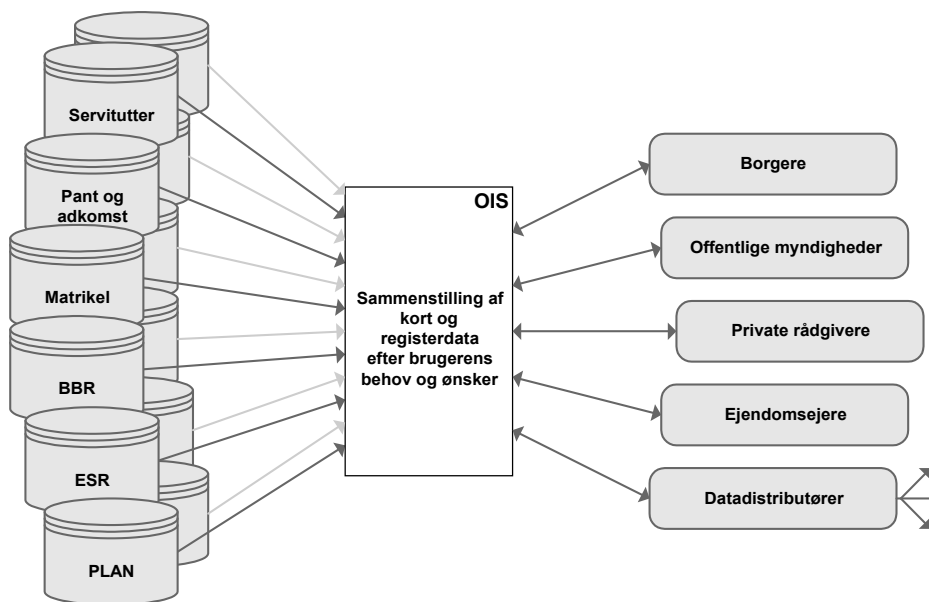 Servitutter
Pant og
adkomst
Matrikel
BBR
ESR
PLAN
OIS
Sammenstilling af
kort og
registerdata
efter brugerens
behov og ønsker
Borgere
Offentlige myndigheder
Private rådgivere
Ejendomsejere
Datadistributører